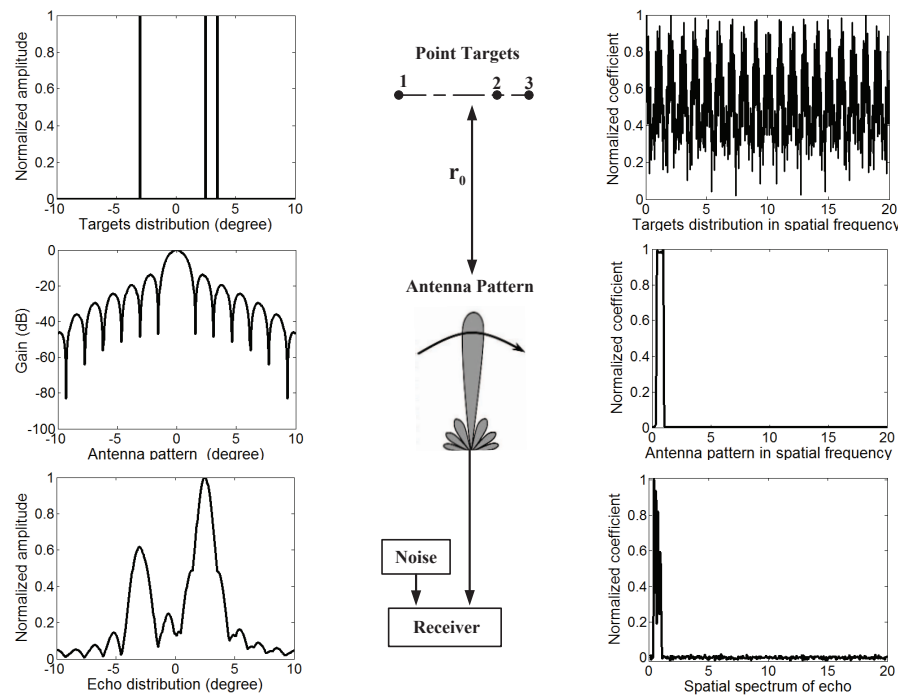 Normalized amplitude
1
0.8
0.6
0.4
0.2
0
-10 -5 0 5 10
Targets distribution (degree)
Point Targets
1 2 3
r₀
Normalized coefficient
1
0.8
0.6
0.4
0.2
0
0 5 10 15 20
Targets distribution in spatial frequency
Gain (dB)
0
-20
-40
-60
-80
-100
-10 -5 0 5 10
Antenna pattern (degree)
Antenna Pattern
Normalized coefficient
1
0.8
0.6
0.4
0.2
0
0 5 10 15 20
Antenna pattern in spatial frequency
Normalized amplitude
1
0.8
0.6
0.4
0.2
0
-10 -5 0 5 10
Echo distribution (degree)
Noise
Receiver
Normalized coefficient
1
0.8
0.6
0.4
0.2
0
0 5 10 15 20
Spatial spectrum of echo